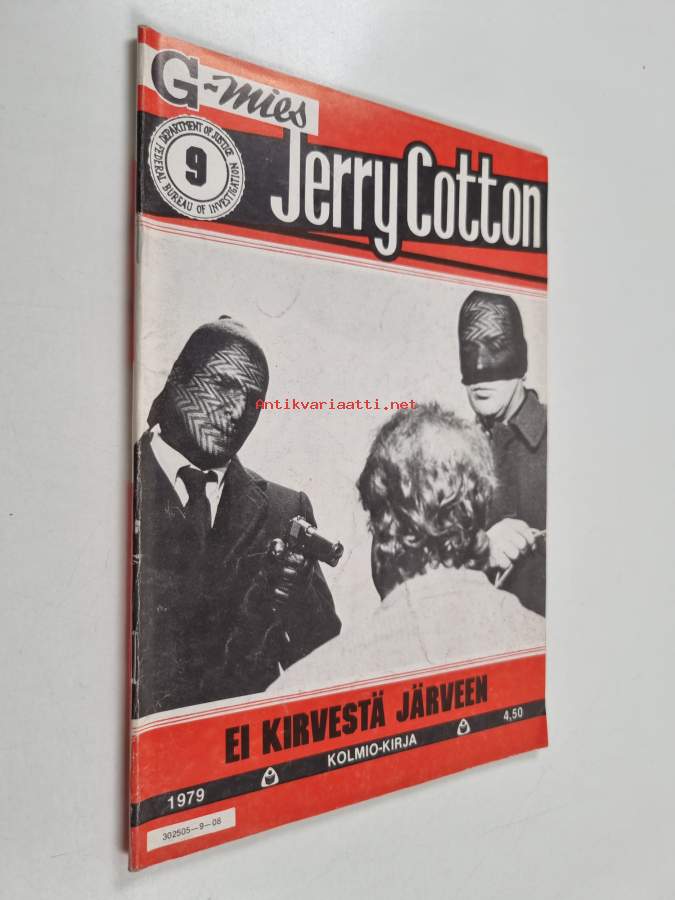 G-mies
DEPARTMENT OF JUSTICE
FEDERAL BUREAU OF INVESTIGATION
9
Jerry Cotton
Antikvariaatti.net
EI KIRVESTÄ JÄRVEEN
1979
KOLMIO-KIRJA
4,50
302505—9—08